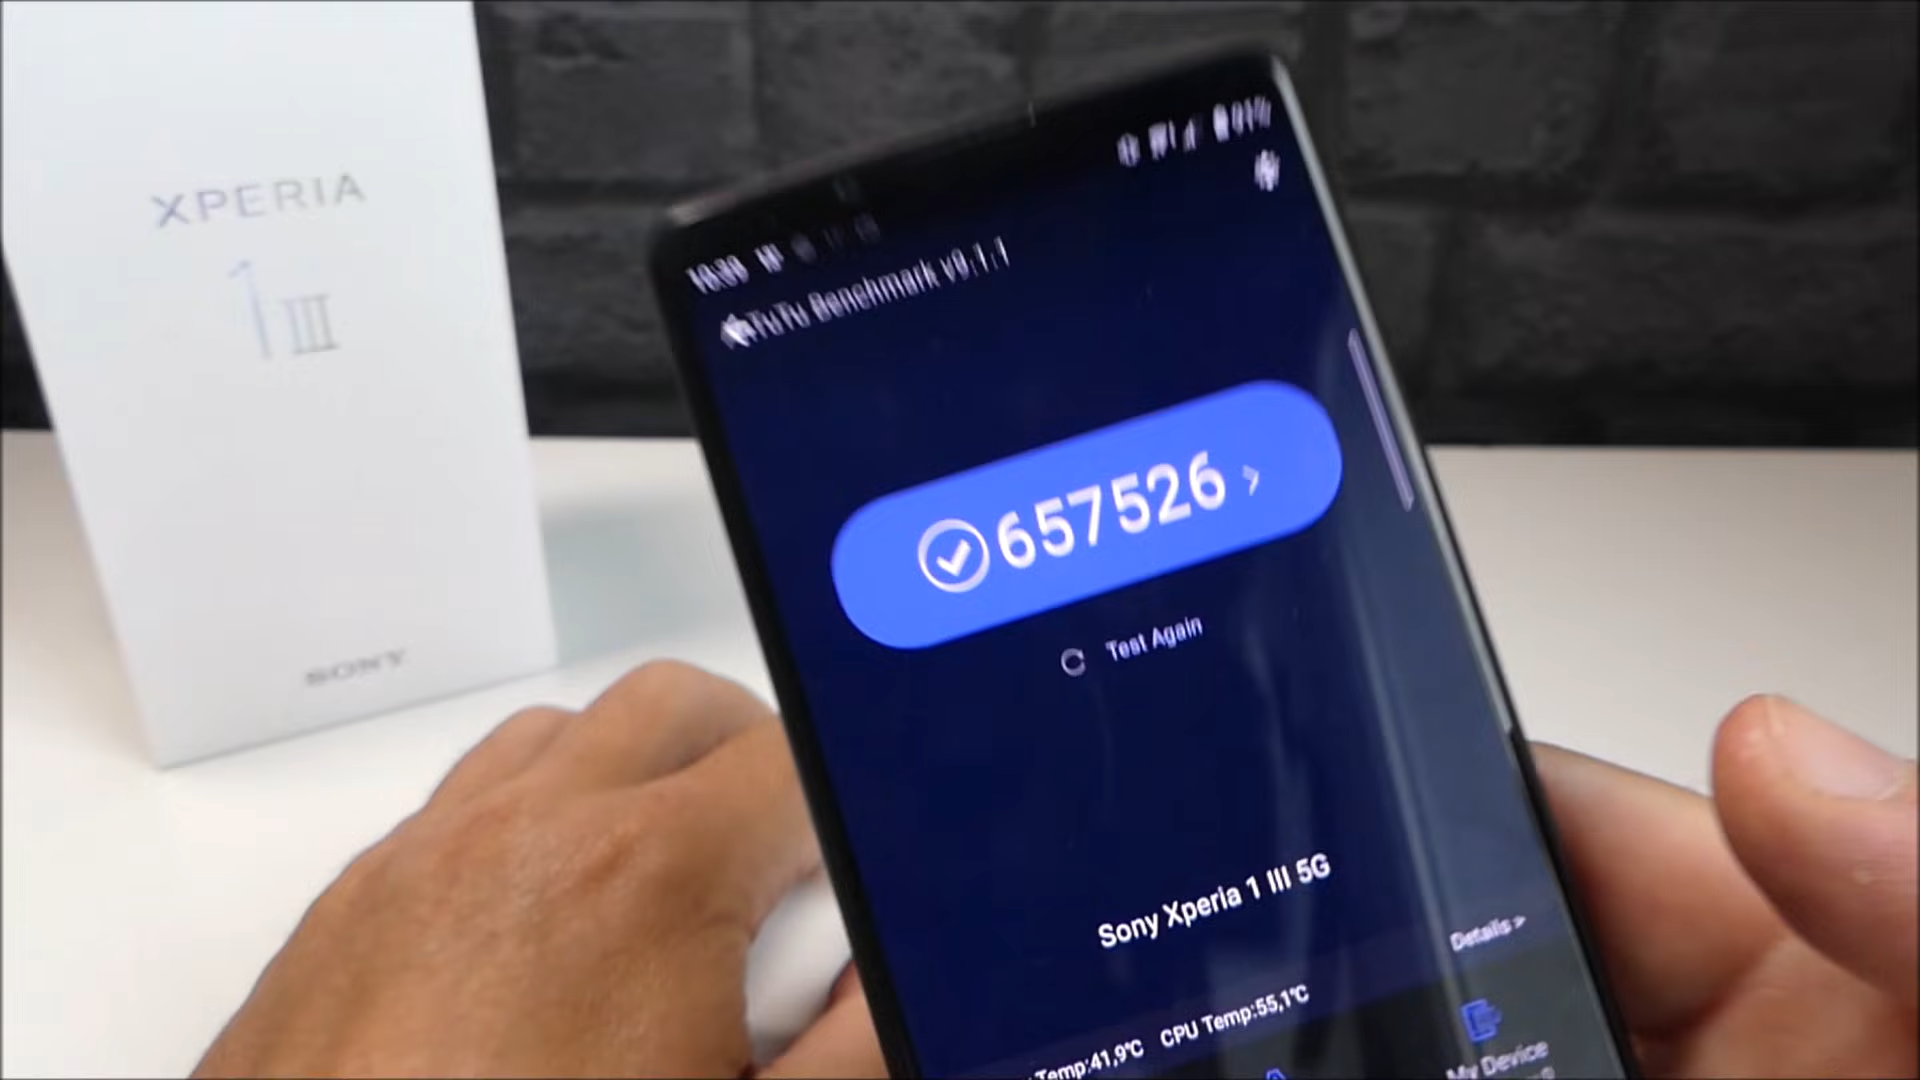 XPERIA
1 III
SONY
AnTuTu Benchmark v9.1.1
657526 >
Test Again
Sony Xperia 1 III 5G
Details >
Temp:41,9℃ CPU Temp:55,1℃
My Device